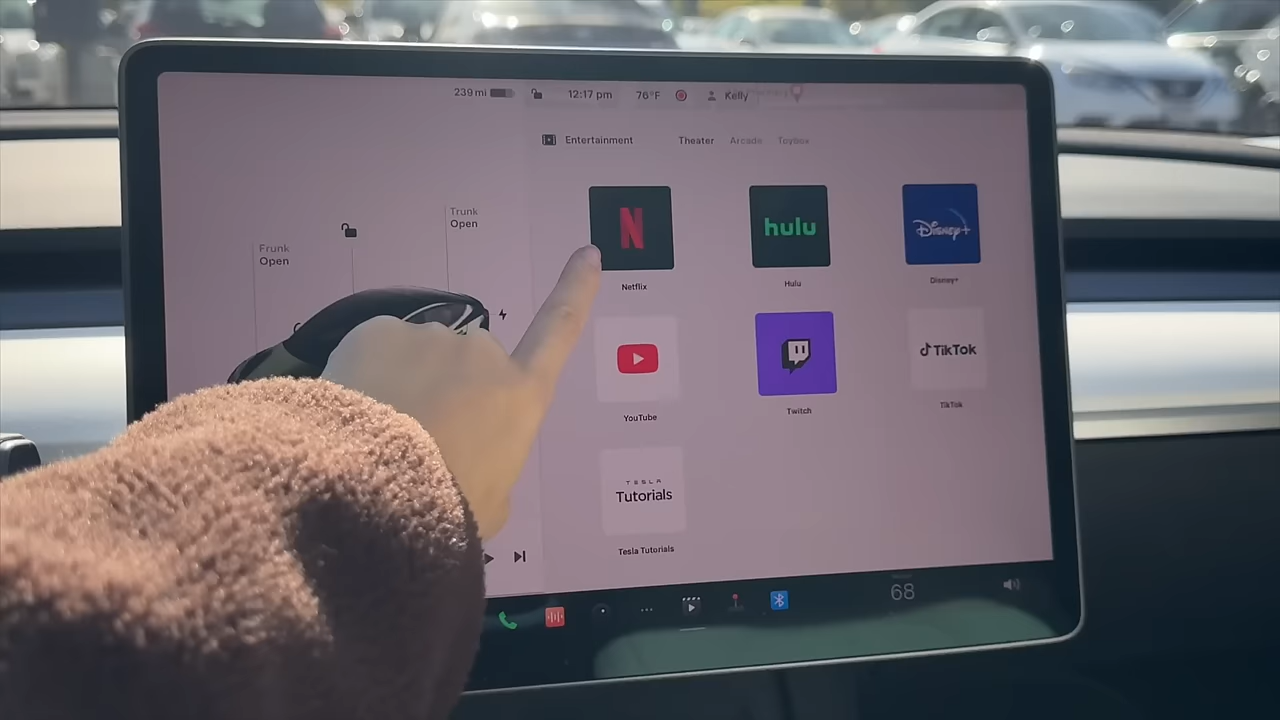 239 mi
12:17 pm
76°F
Kelly
Entertainment
Theater
Arcade
Toybox
Trunk
Open
Frunk
Open
N
Netflix
hulu
Hulu
Disney+
Disney+
YouTube
Twitch
TikTok
TikTok
TESLA
Tutorials
Tesla Tutorials
68